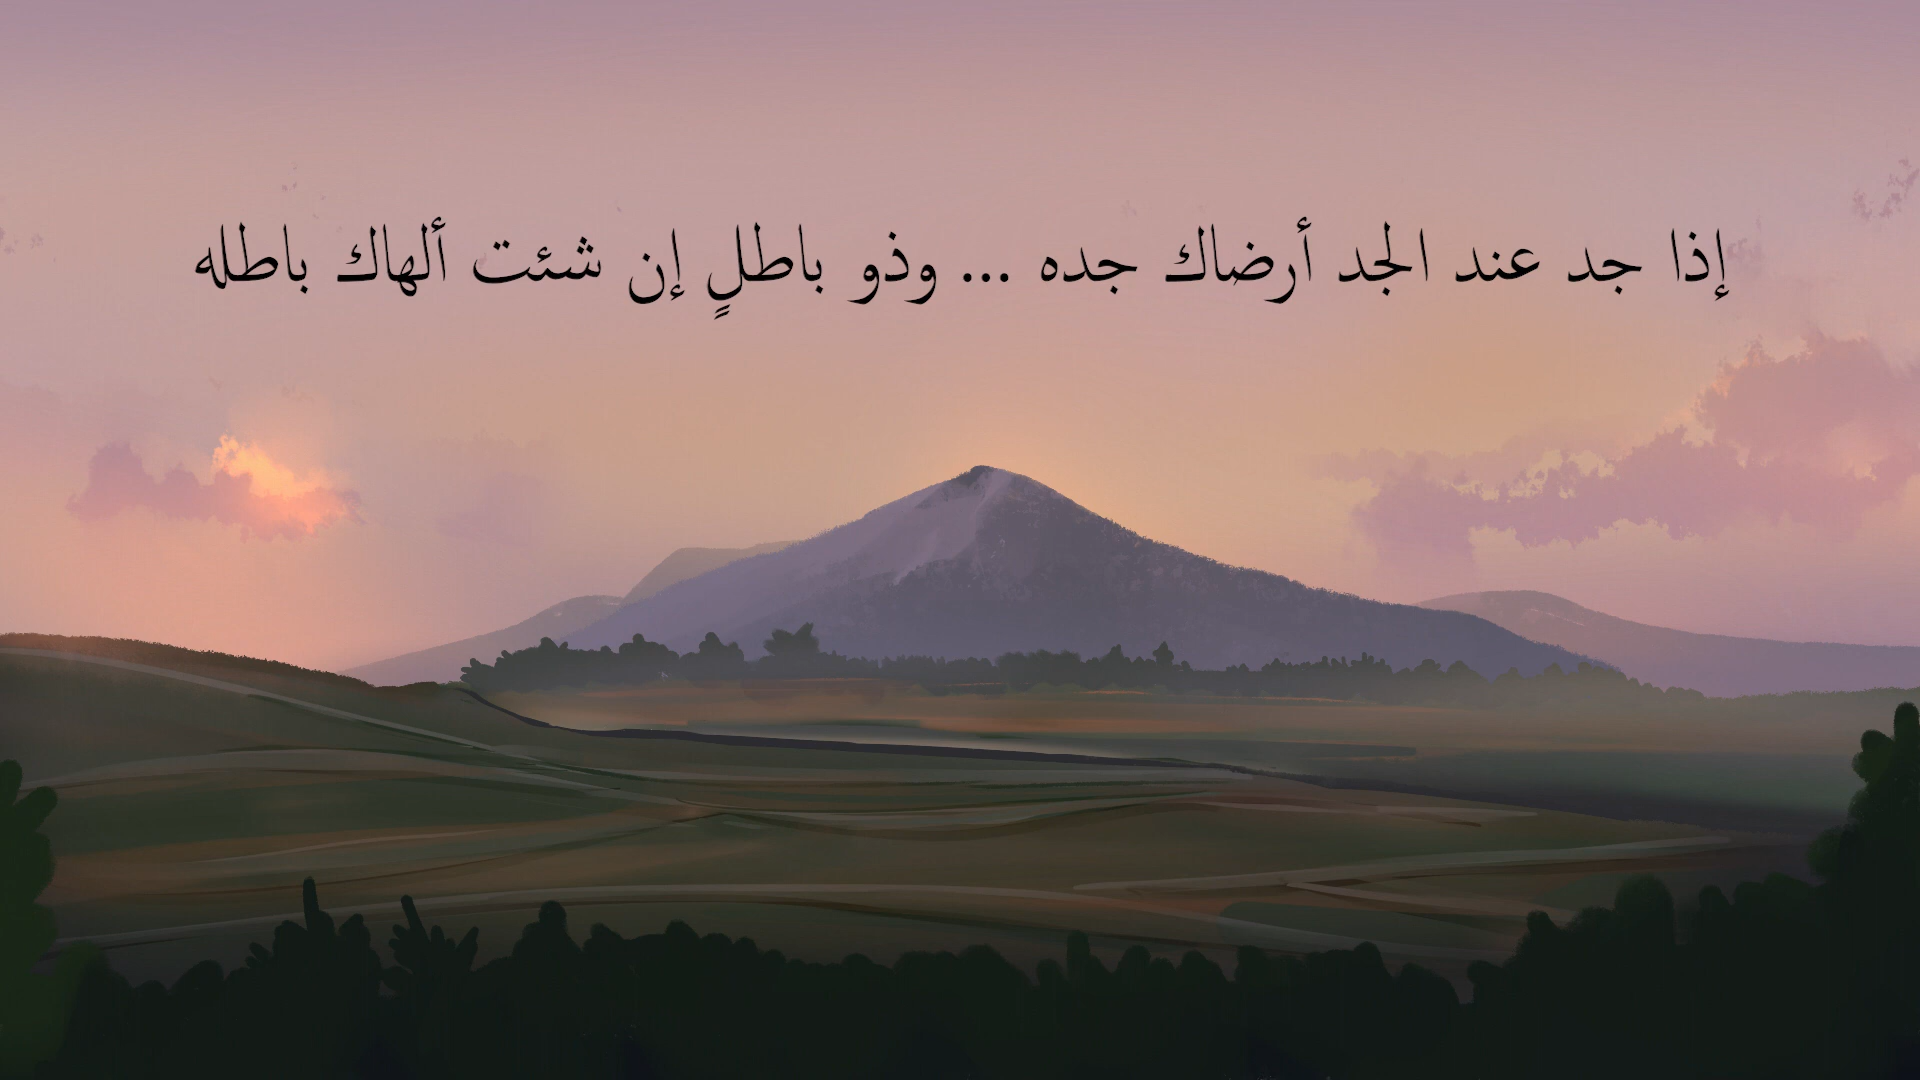 إذا جد عند الجد أرضاك جده ... وذو باطلٍ إن شئت ألهاك باطله